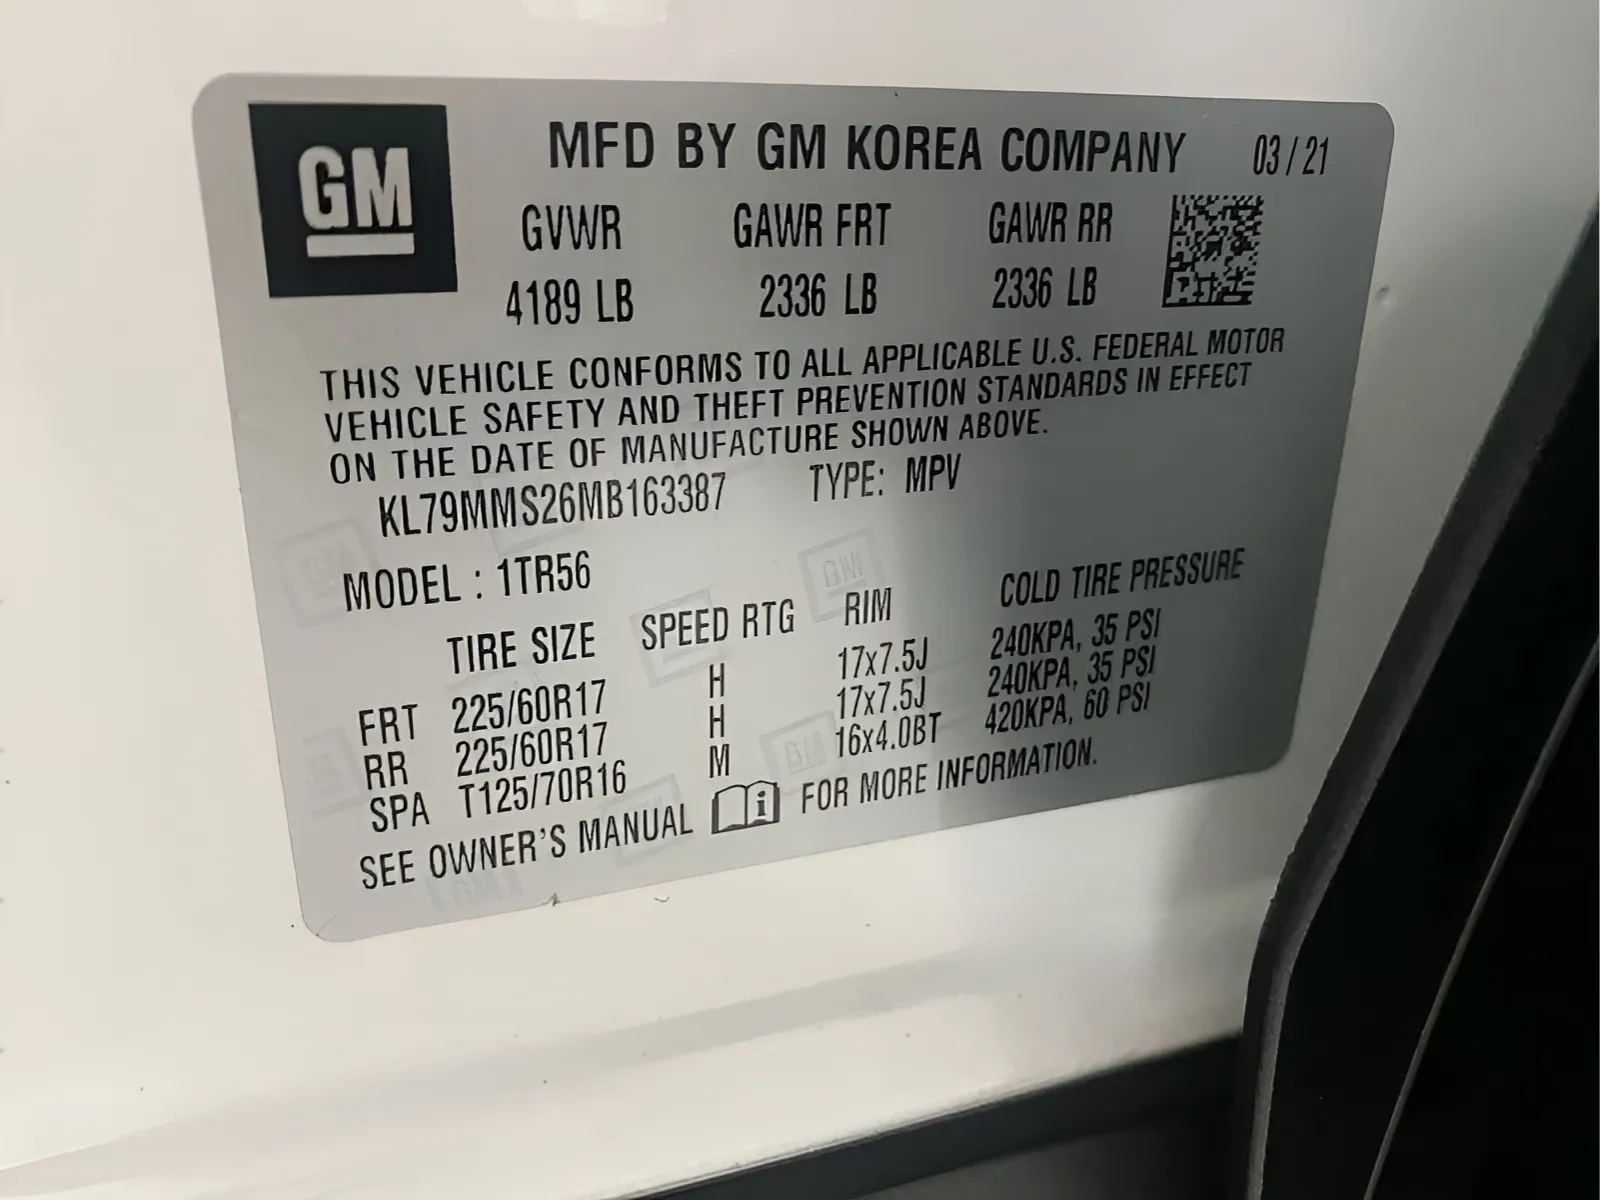 GM
MFD BY GM KOREA COMPANY 03/21
GVWR GAWR FRT GAWR RR
4189 LB 2336 LB 2336 LB
THIS VEHICLE CONFORMS TO ALL APPLICABLE U.S. FEDERAL MOTOR
VEHICLE SAFETY AND THEFT PREVENTION STANDARDS IN EFFECT
ON THE DATE OF MANUFACTURE SHOWN ABOVE.
KL79MMS26MB163387 TYPE: MPV
MODEL : 1TR56
TIRE SIZE SPEED RTG RIM COLD TIRE PRESSURE
FRT 225/60R17 H 17x7.5J 240KPA, 35 PSI
RR 225/60R17 H 17x7.5J 240KPA, 35 PSI
SPA T125/70R16 M 16x4.0BT 420KPA, 60 PSI
SEE OWNER'S MANUAL i FOR MORE INFORMATION.